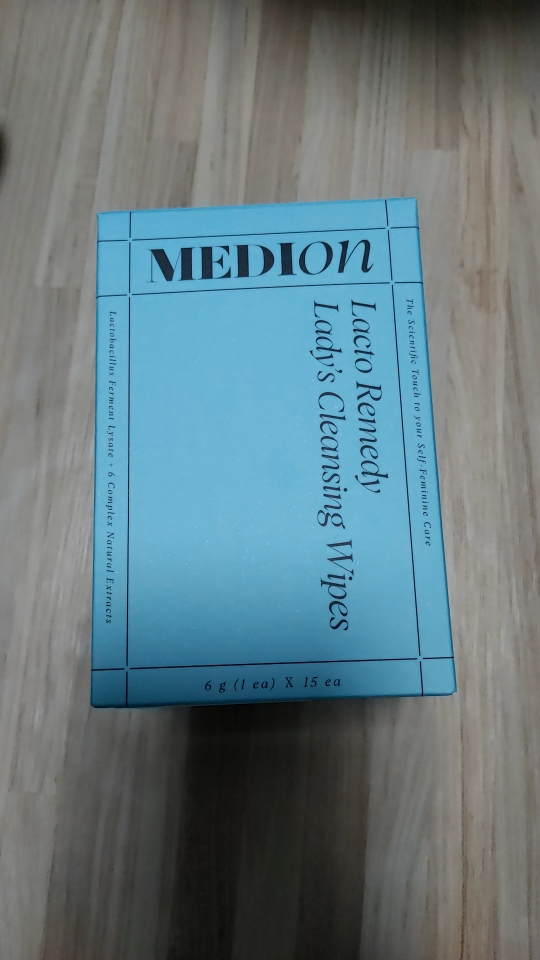 MEDION
Lacto Remedy
Lady's Cleansing Wipes
The Scientific Touch to your Self-Feminine Care
Lactobacillus Ferment Lysate + 6 Complex Natural Extracts
6 g (1 ea) X 15 ea